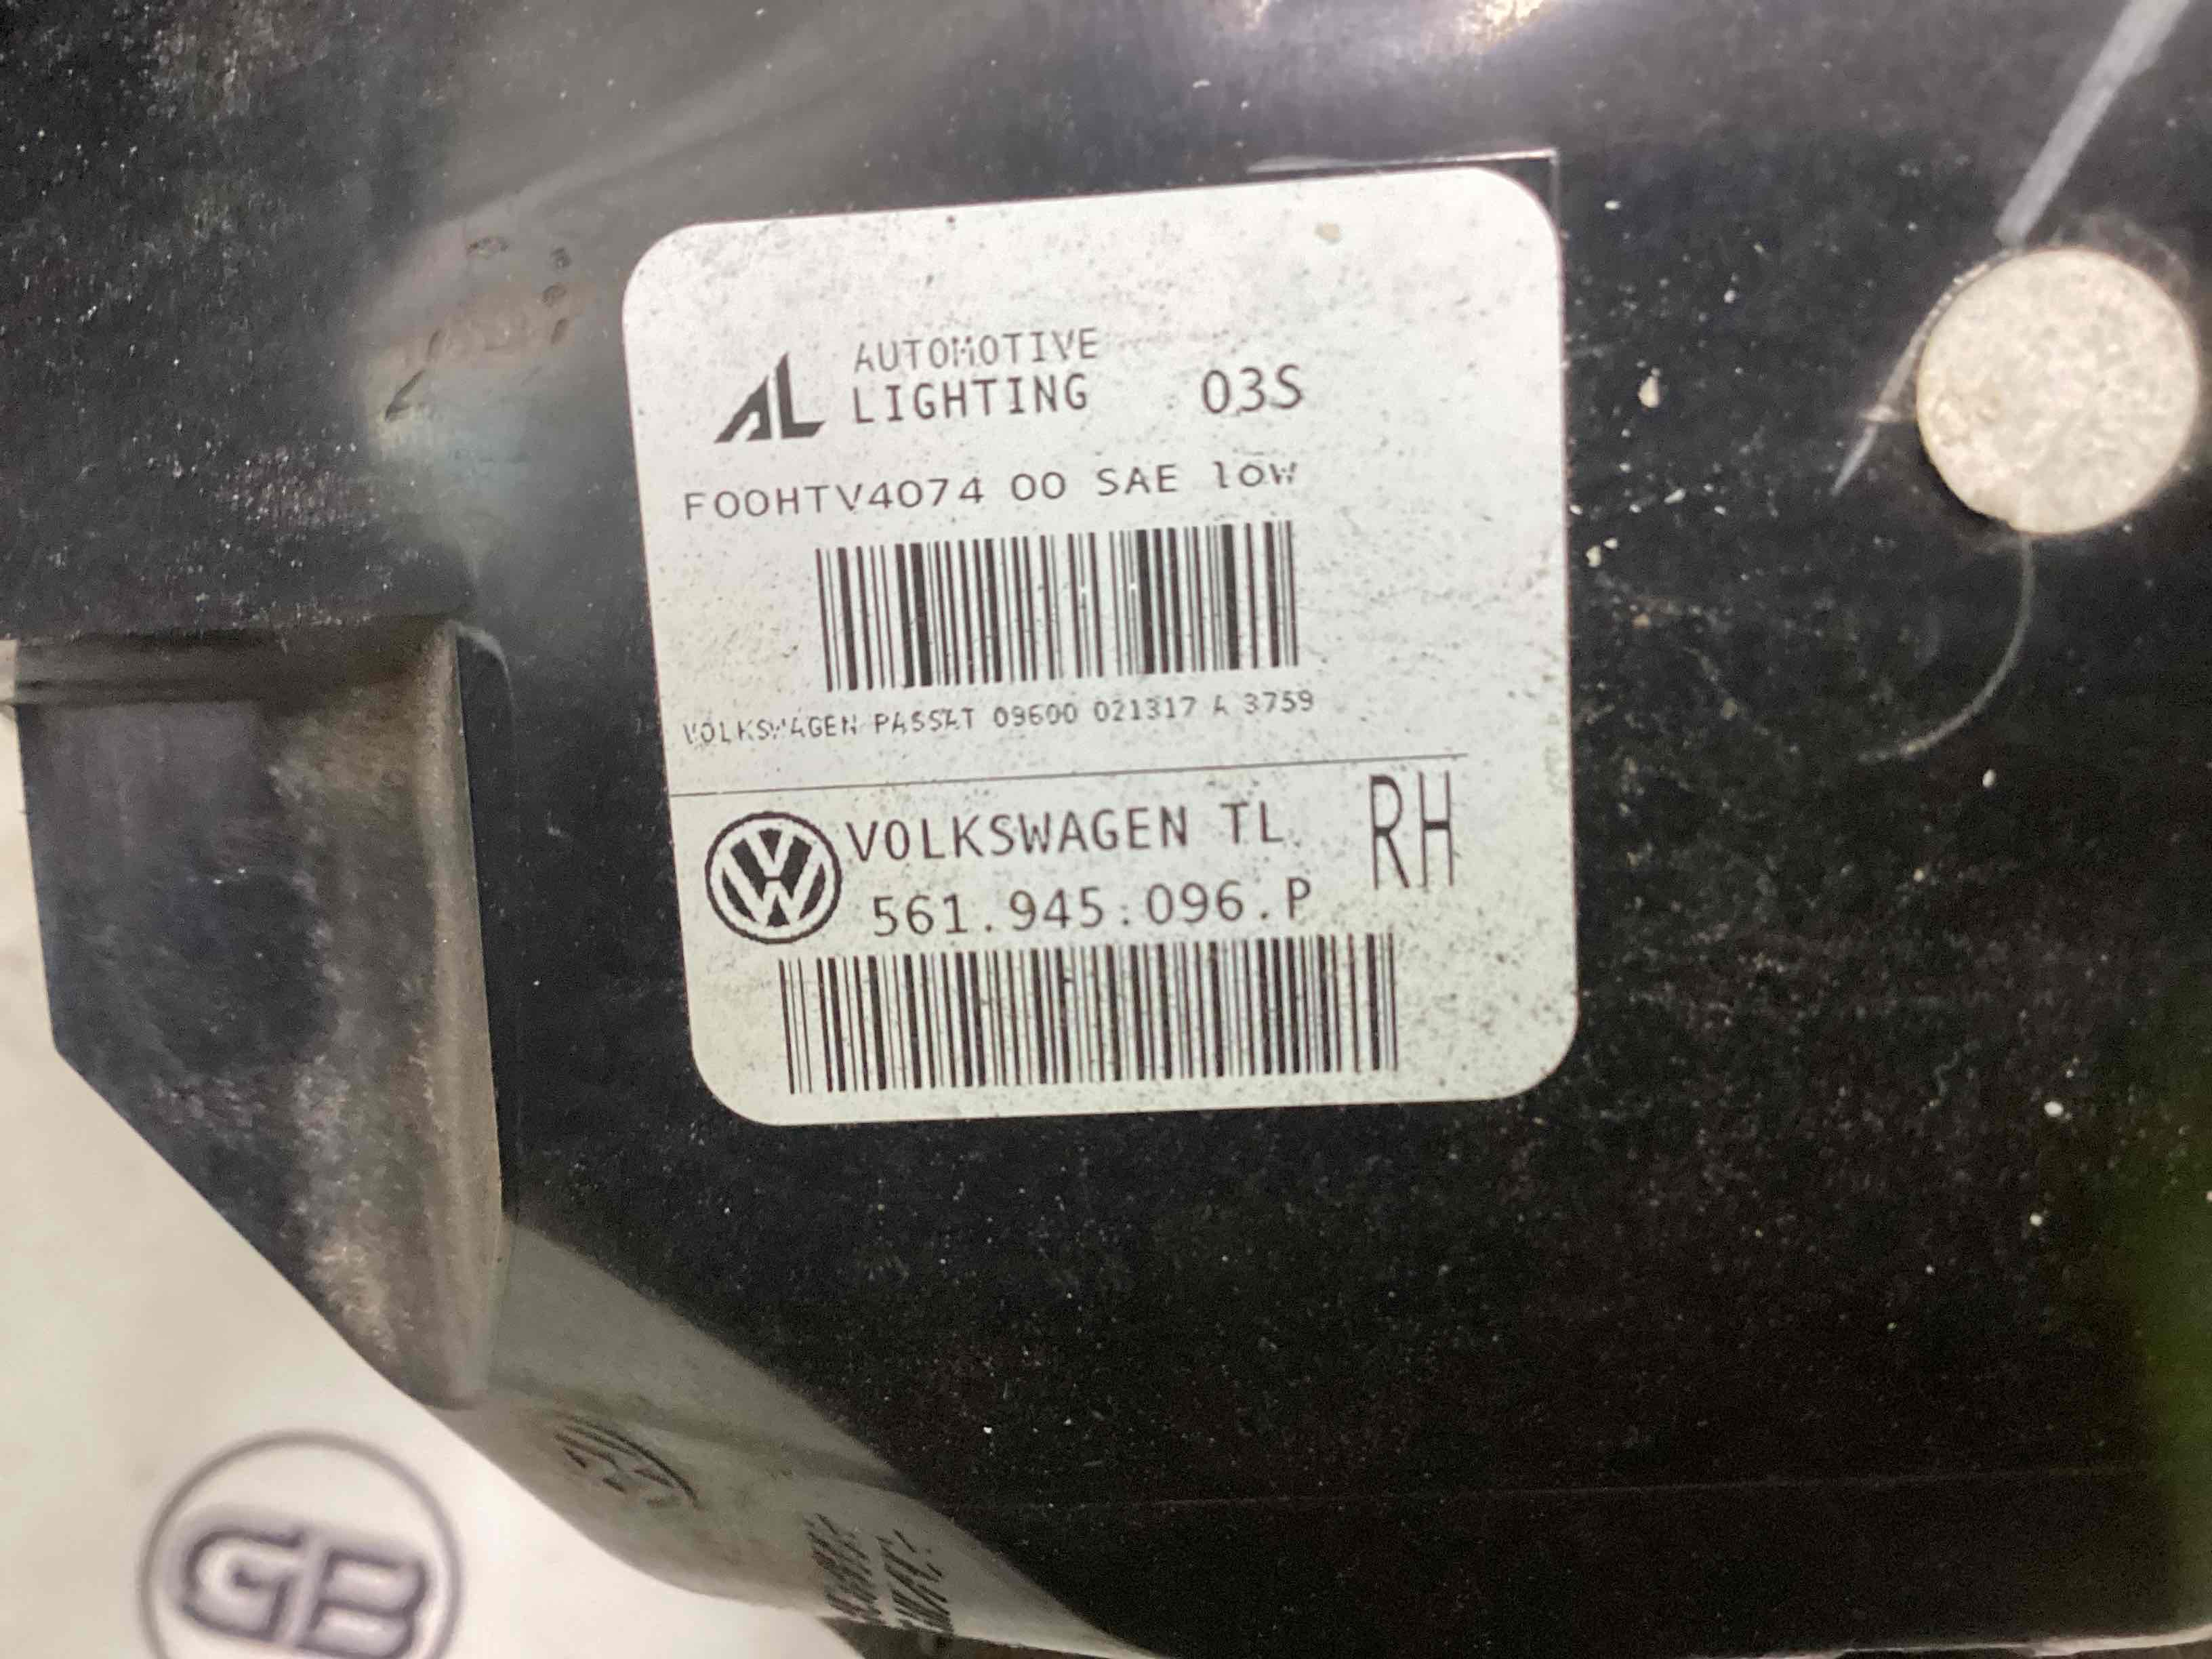 AL AUTOMOTIVE
LIGHTING 03S
F00HTV4074 00 SAE low
VOLKSWAGEN PASSAT 09600 021317 A 3759
VOLKSWAGEN TL RH
561.945.096.P
GB